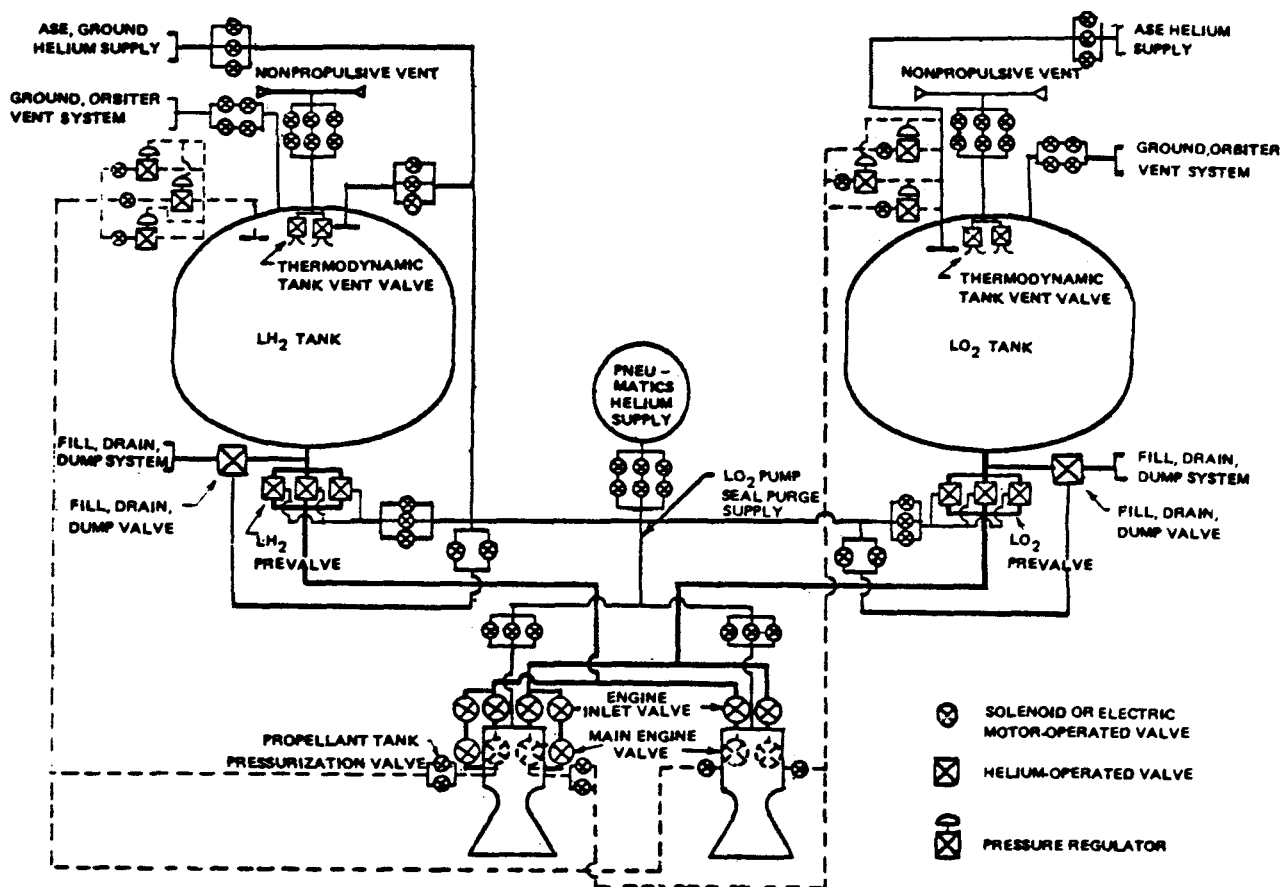 ASE, GROUND
HELIUM SUPPLY
NONPROPULSIVE VENT
GROUND, ORBITER
VENT SYSTEM
THERMODYNAMIC
TANK VENT VALVE
LH2 TANK
ASE HELIUM
SUPPLY
NONPROPULSIVE VENT
GROUND, ORBITER
VENT SYSTEM
THERMODYNAMIC
TANK VENT VALVE
LO2 TANK
PNEU-
MATICS
HELIUM
SUPPLY
FILL, DRAIN,
DUMP SYSTEM
FILL, DRAIN,
DUMP VALVE
LH2
PREVALVE
LO2 PUMP
SEAL PURGE
SUPPLY
FILL, DRAIN,
DUMP SYSTEM
FILL, DRAIN,
DUMP VALVE
LO2
PREVALVE
ENGINE
INLET VALVE
MAIN ENGINE
VALVE
PROPELLANT TANK
PRESSURIZATION VALVE
SOLENOID OR ELECTRIC
MOTOR-OPERATED VALVE
HELIUM-OPERATED VALVE
PRESSURE REGULATOR